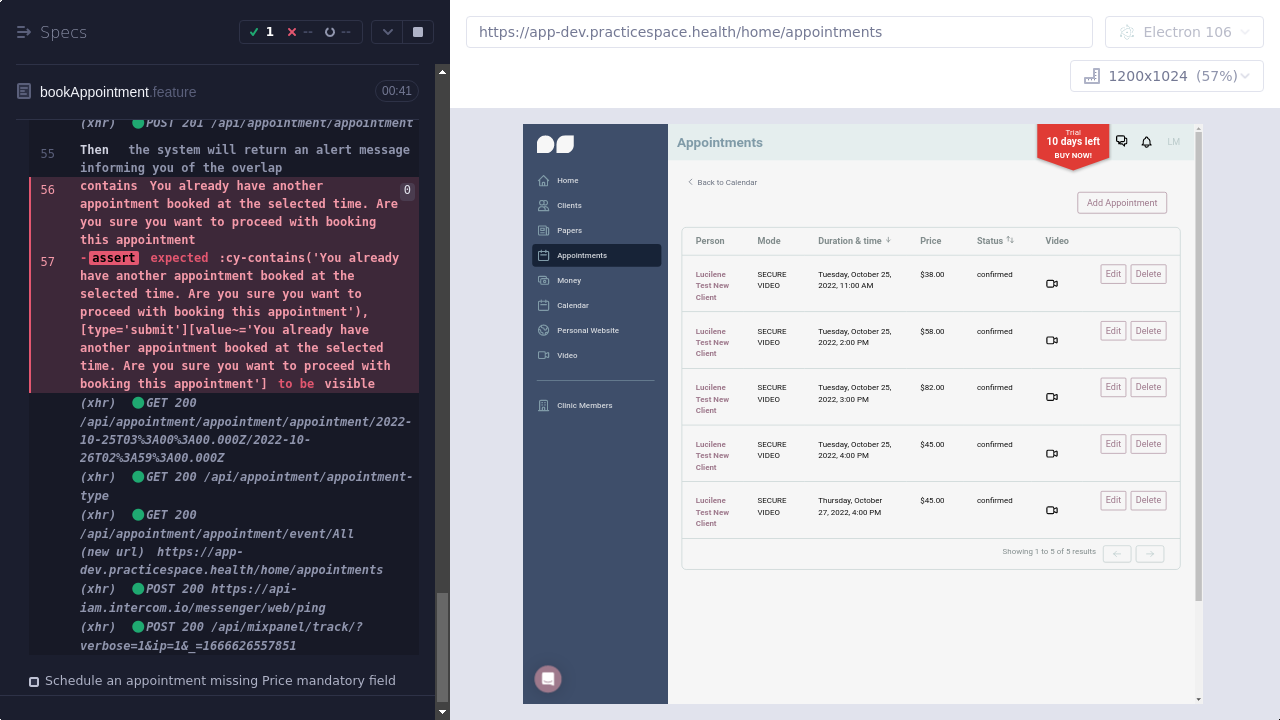 Specs
1
--
--
bookAppointment.feature
00:41
(xhr) POST 201 /api/appointment/appointment
55 Then the system will return an alert message
informing you of the overlap
56 contains You already have another
0
appointment booked at the selected time. Are
you sure you want to proceed with booking
this appointment
57 -assert expected :cy-contains('You already
have another appointment booked at the
selected time. Are you sure you want to
proceed with booking this appointment'),
[type='submit'][value~='You already have
another appointment booked at the selected
time. Are you sure you want to proceed with
booking this appointment'] to be visible
(xhr) GET 200
/api/appointment/appointment/appointment/2022-
10-25T03%3A00%3A00.000Z/2022-10-
26T02%3A59%3A00.000Z
(xhr) GET 200 /api/appointment/appointment-
type
(xhr) GET 200
/api/appointment/appointment/event/All
(new url) https://app-
dev.practicespace.health/home/appointments
(xhr) POST 200 https://api-
iam.intercom.io/messenger/web/ping
(xhr) POST 200 /api/mixpanel/track/?
verbose=1&ip=1&_=1666626557851
Schedule an appointment missing Price mandatory field
https://app-dev.practicespace.health/home/appointments
Electron 106
1200x1024 (57%)
Appointments
Trial
10 days left
BUY NOW!
LM
Home
Clients
Papers
Appointments
Money
Calendar
Personal Website
Video
Clinic Members
Back to Calendar
Add Appointment
Person Mode Duration & time Price Status Video
Lucilene SECURE Tuesday, October 25, $38.00 confirmed Edit Delete
Test New VIDEO 2022, 11:00 AM
Client
Lucilene SECURE Tuesday, October 25, $58.00 confirmed Edit Delete
Test New VIDEO 2022, 2:00 PM
Client
Lucilene SECURE Tuesday, October 25, $82.00 confirmed Edit Delete
Test New VIDEO 2022, 3:00 PM
Client
Lucilene SECURE Tuesday, October 25, $45.00 confirmed Edit Delete
Test New VIDEO 2022, 4:00 PM
Client
Lucilene SECURE Thursday, October $45.00 confirmed Edit Delete
Test New VIDEO 27, 2022, 4:00 PM
Client
Showing 1 to 5 of 5 results